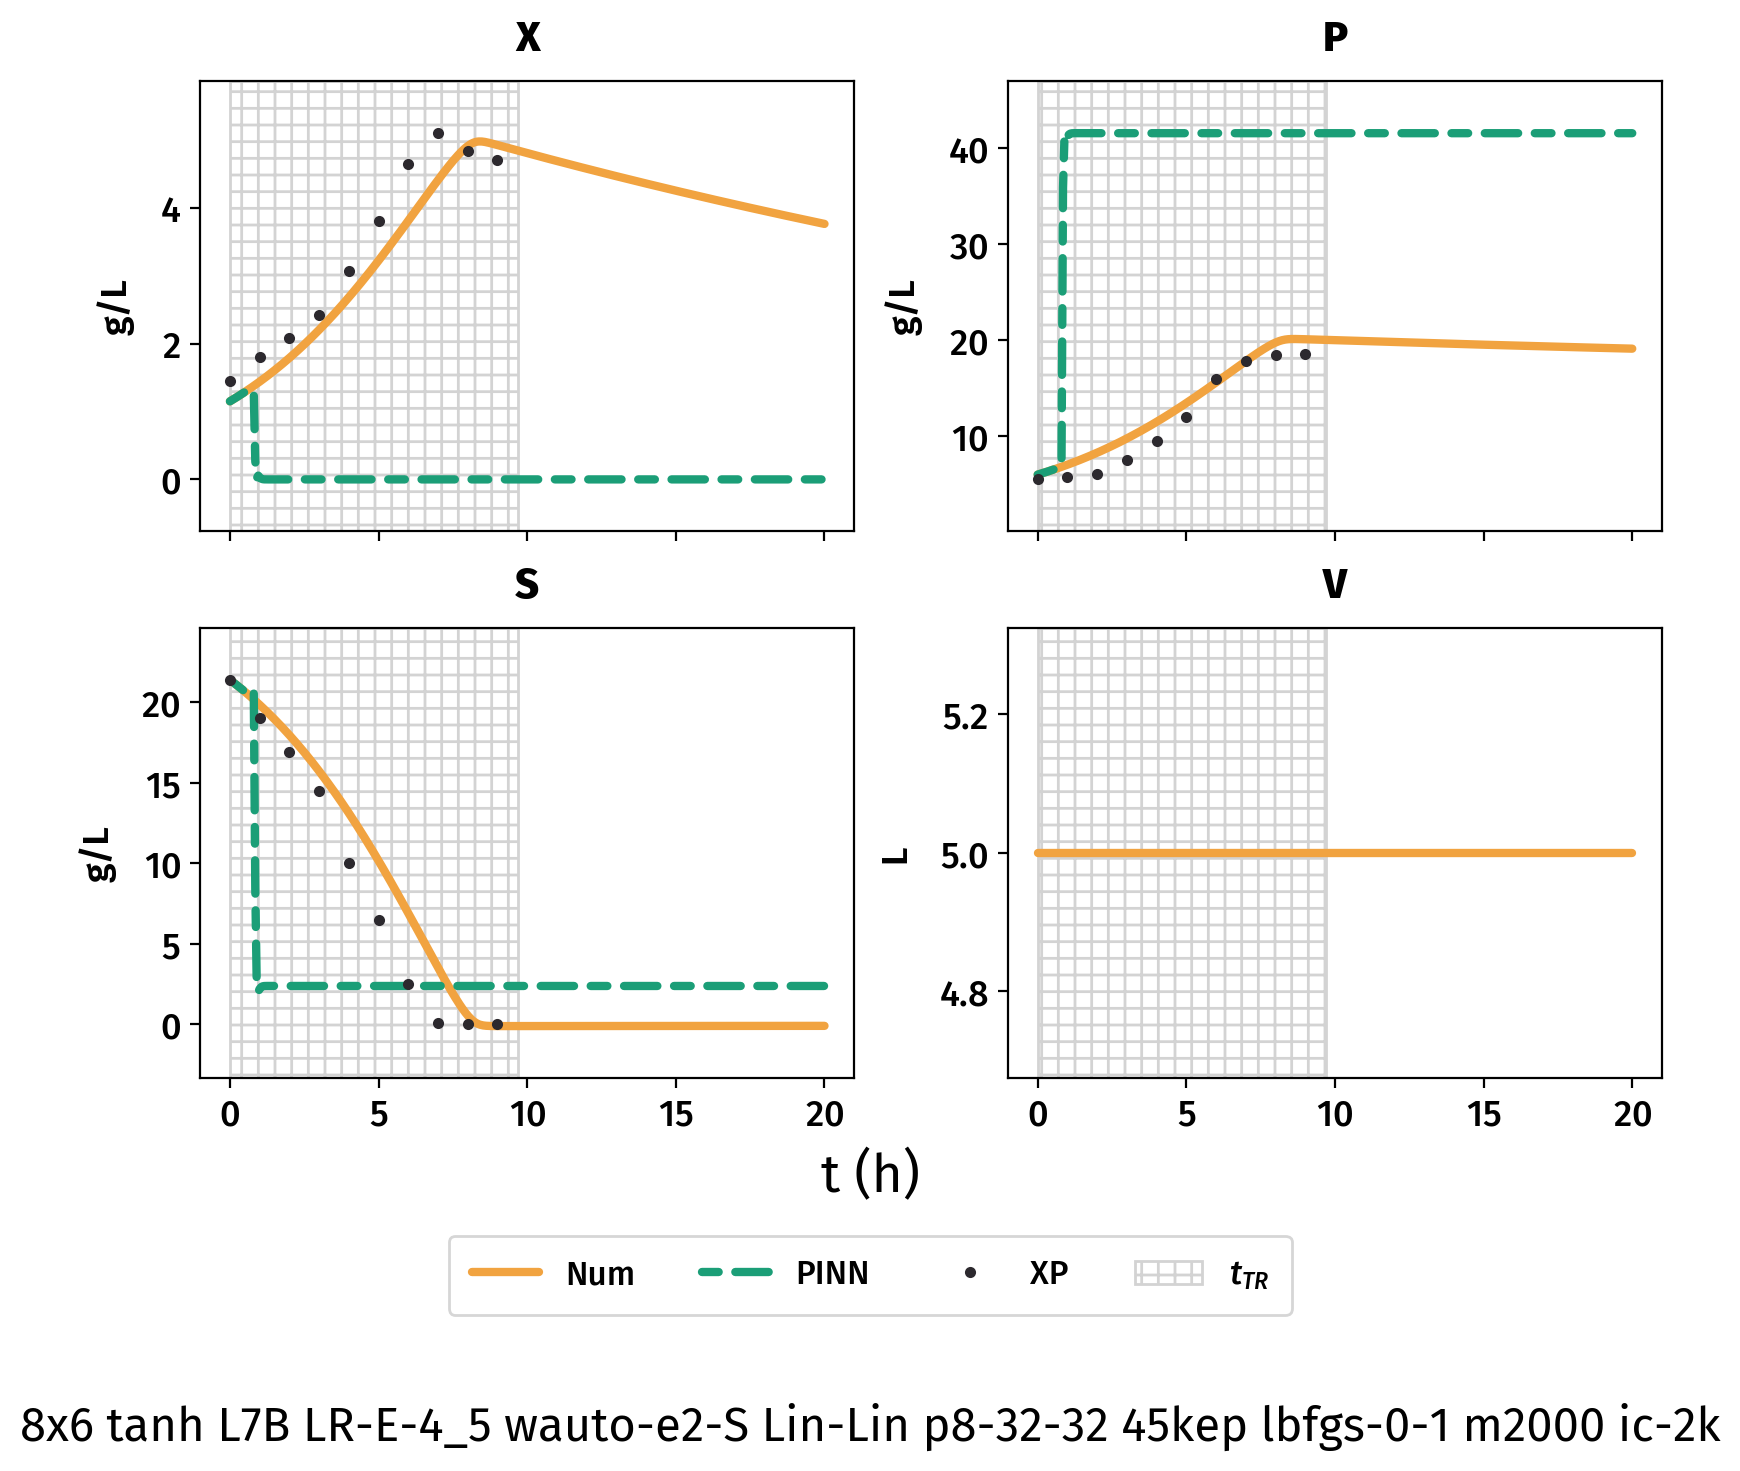 X
P
g/L
4
2
0
g/L
40
30
20
10
S
V
g/L
20
15
10
5
0
L
5.2
5.0
4.8
0 5 10 15 20
0 5 10 15 20
t (h)
Num PINN XP tTR
8x6 tanh L7B LR-E-4_5 wauto-e2-S Lin-Lin p8-32-32 45kep lbfgs-0-1 m2000 ic-2k